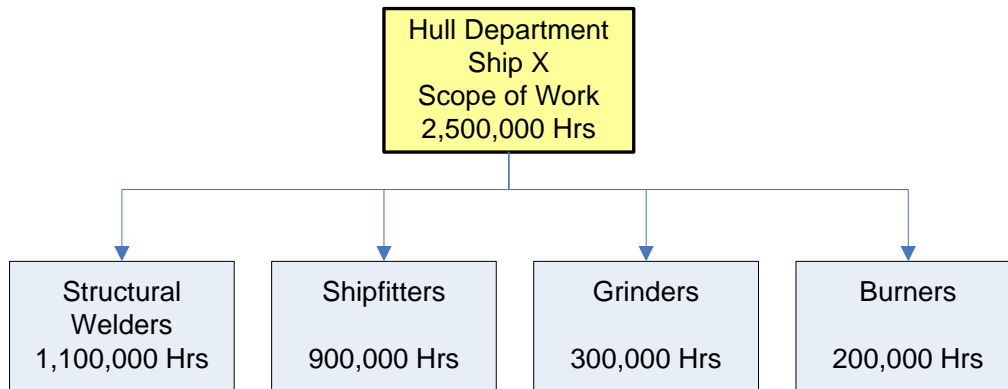 Hull Department
Ship X
Scope of Work
2,500,000 Hrs
Structural
Welders
1,100,000 Hrs
Shipfitters
900,000 Hrs
Grinders
300,000 Hrs
Burners
200,000 Hrs